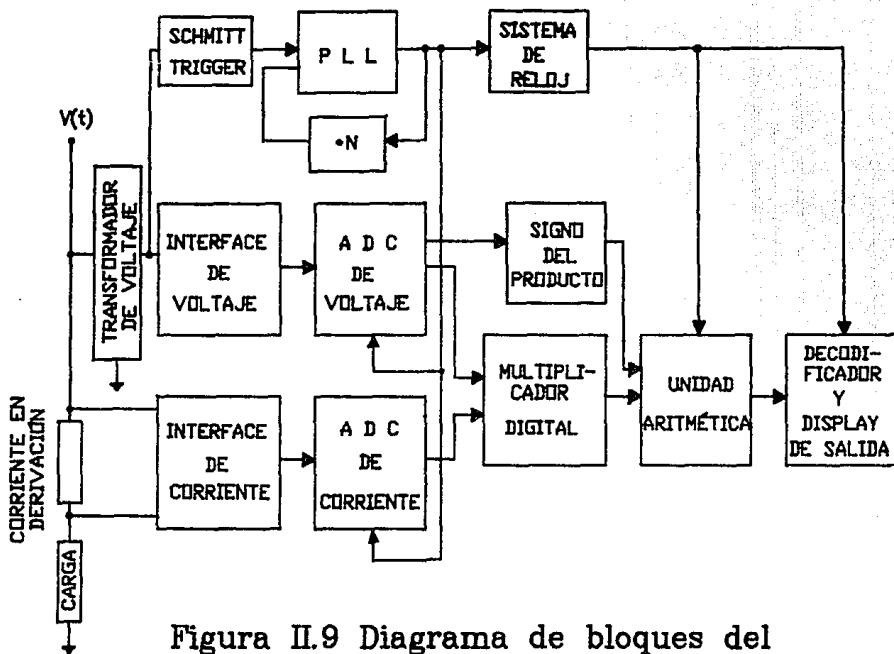 SCHMITT
TRIGGER
P L L
SISTEMA
DE
RELOJ
÷N
V(t)
TRANSFORMADOR
DE VOLTAJE
INTERFACE
DE
VOLTAJE
A D C
DE
VOLTAJE
SIGNO
DEL
PRODUCTO
MULTIPLI-
CADOR
DIGITAL
UNIDAD
ARITMÉTICA
DECODI-
FICADOR
Y
DISPLAY
DE SALIDA
CORRIENTE EN
DERIVACIÓN
INTERFACE
DE
CORRIENTE
A D C
DE
CORRIENTE
CARGA
Figura II.9 Diagrama de bloques del